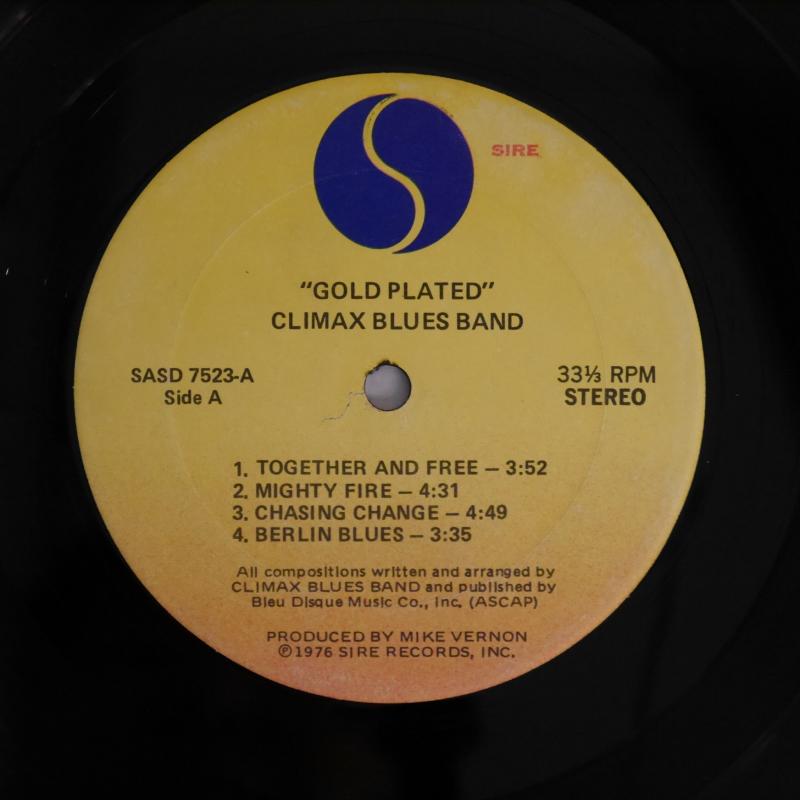 SIRE
"GOLD PLATED"
CLIMAX BLUES BAND
SASD 7523-A
Side A
33⅓ RPM
STEREO
1. TOGETHER AND FREE — 3:52
2. MIGHTY FIRE — 4:31
3. CHASING CHANGE — 4:49
4. BERLIN BLUES — 3:35
All compositions written and arranged by
CLIMAX BLUES BAND and published by
Bleu Disque Music Co., Inc. (ASCAP)
PRODUCED BY MIKE VERNON
℗1976 SIRE RECORDS, INC.